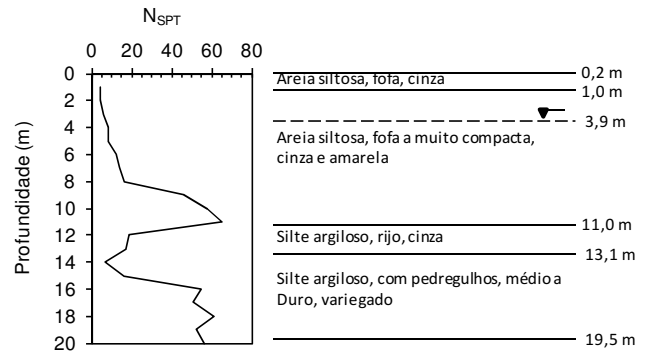 N_SPT
0 20 40 60 80
Profundidade (m)
0
2
4
6
8
10
12
14
16
18
20
0,2 m
Areia siltosa, fofa, cinza
1,0 m
3,9 m
Areia siltosa, fofa a muito compacta,
cinza e amarela
11,0 m
Silte argiloso, rijo, cinza
13,1 m
Silte argiloso, com pedregulhos, médio a
Duro, variegado
19,5 m